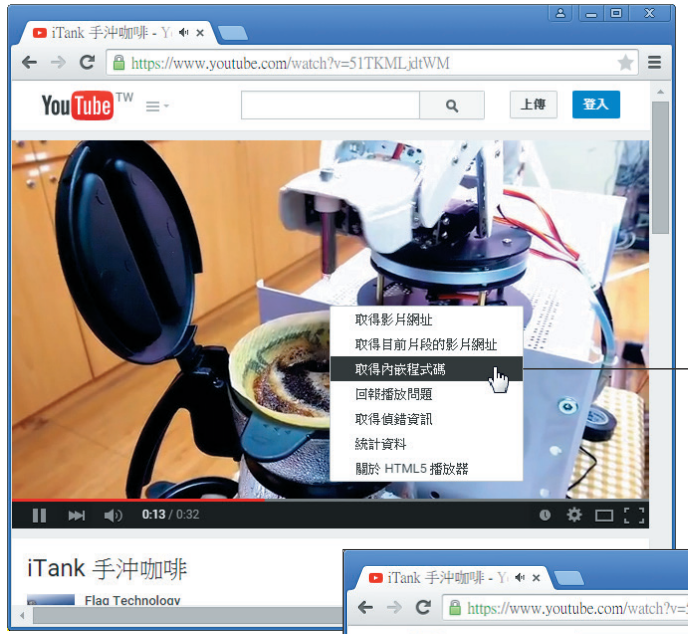 iTank 手沖咖啡 - Y
https://www.youtube.com/watch?v=51TKMLjdtWM
YouTube TW
上傳
登入
取得影片網址
取得目前片段的影片網址
取得內嵌程式碼
回報播放問題
取得偵錯資訊
統計資料
關於 HTML5 播放器
0:13 / 0:32
iTank 手沖咖啡
Flag Technology
iTank 手沖咖啡 - Y
https://www.youtube.com/watch?v=